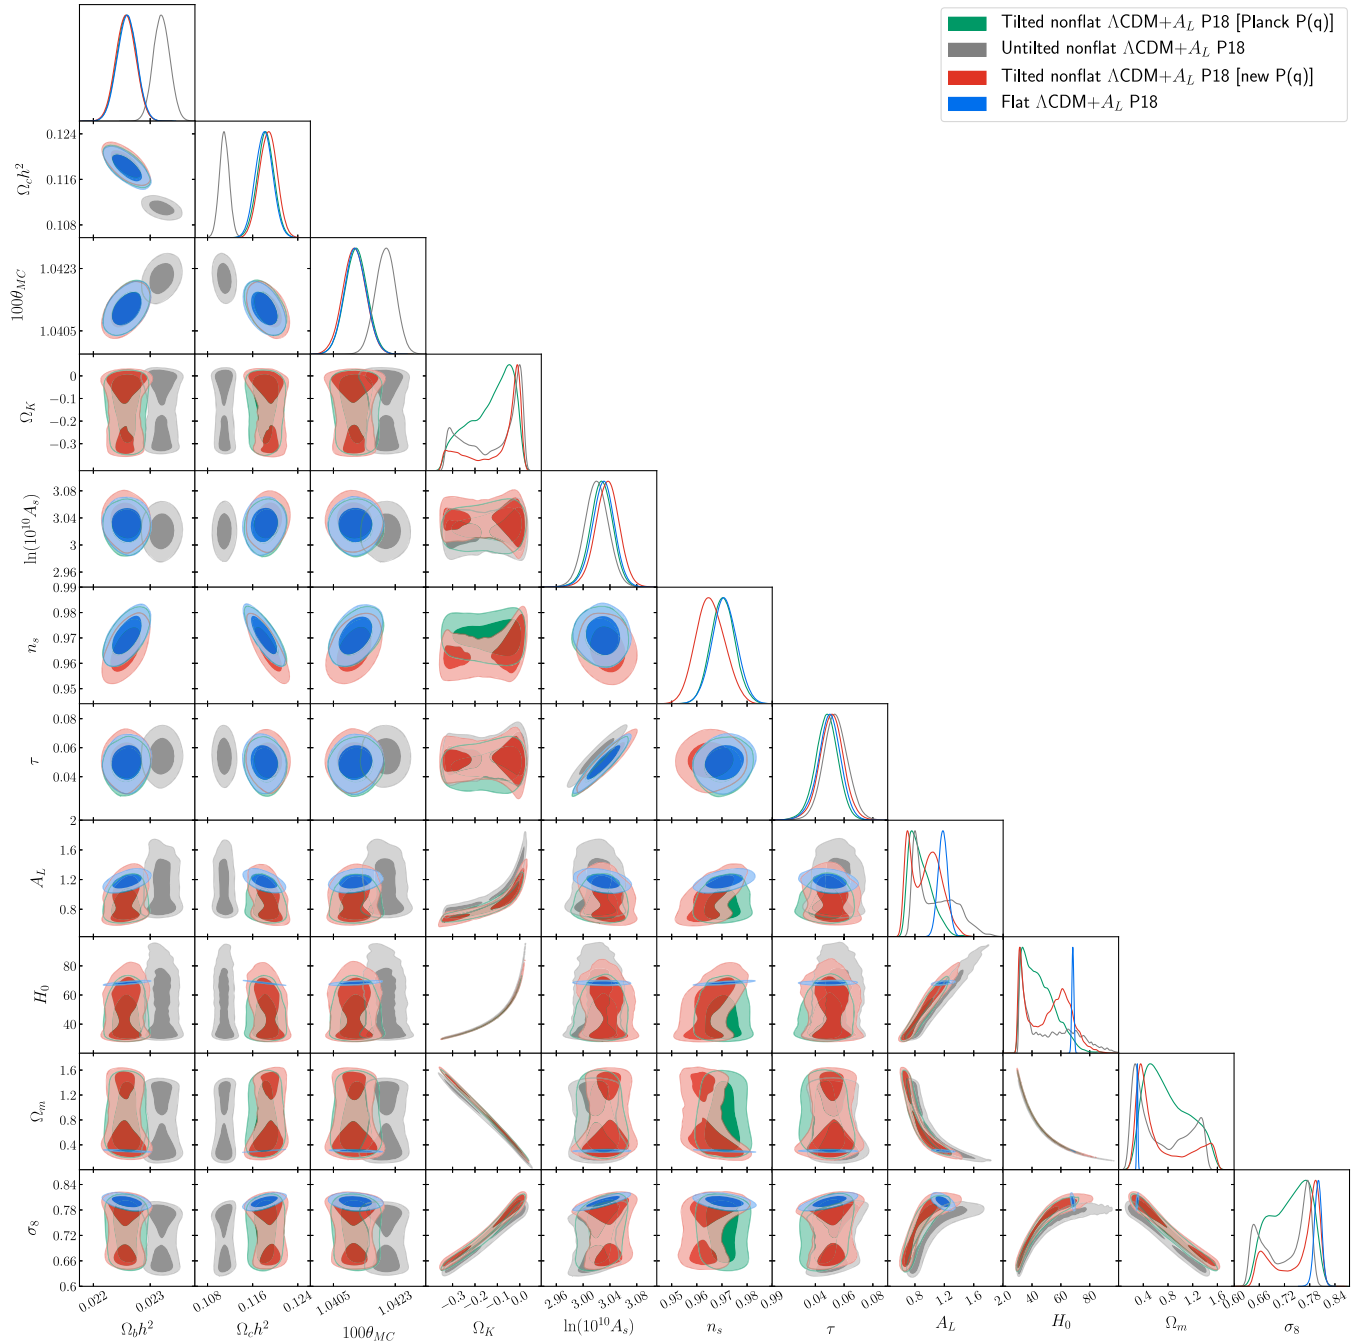 Tilted nonflat ΛCDM+A_L P18 [Planck P(q)]
Untilted nonflat ΛCDM+A_L P18
Tilted nonflat ΛCDM+A_L P18 [new P(q)]
Flat ΛCDM+A_L P18
0.124
0.116
0.108
Ω_c h²
1.0423
1.0405
100θ_MC
0
−0.1
−0.2
−0.3
Ω_K
3.08
3.04
3
2.96
ln(10¹⁰A_s)
0.99
0.98
0.97
0.96
0.95
n_s
0.08
0.06
0.04
τ
2
1.6
1.2
0.8
A_L
80
60
40
H_0
1.6
1.2
0.8
0.4
Ω_m
0.84
0.78
0.72
0.66
0.6
σ_8
0.022 0.023 0.108 0.116 0.124 1.0405 1.0423 −0.3 −0.2 −0.1 0.0 2.96 3.00 3.04 3.08 0.95 0.96 0.97 0.98 0.99 0.04 0.06 0.08 0.8 1.2 1.6 2.0 40 60 80 0.4 0.8 1.2 1.6 0.60 0.66 0.72 0.78 0.84
Ω_b h² Ω_c h² 100θ_MC Ω_K ln(10¹⁰A_s) n_s τ A_L H_0 Ω_m σ_8